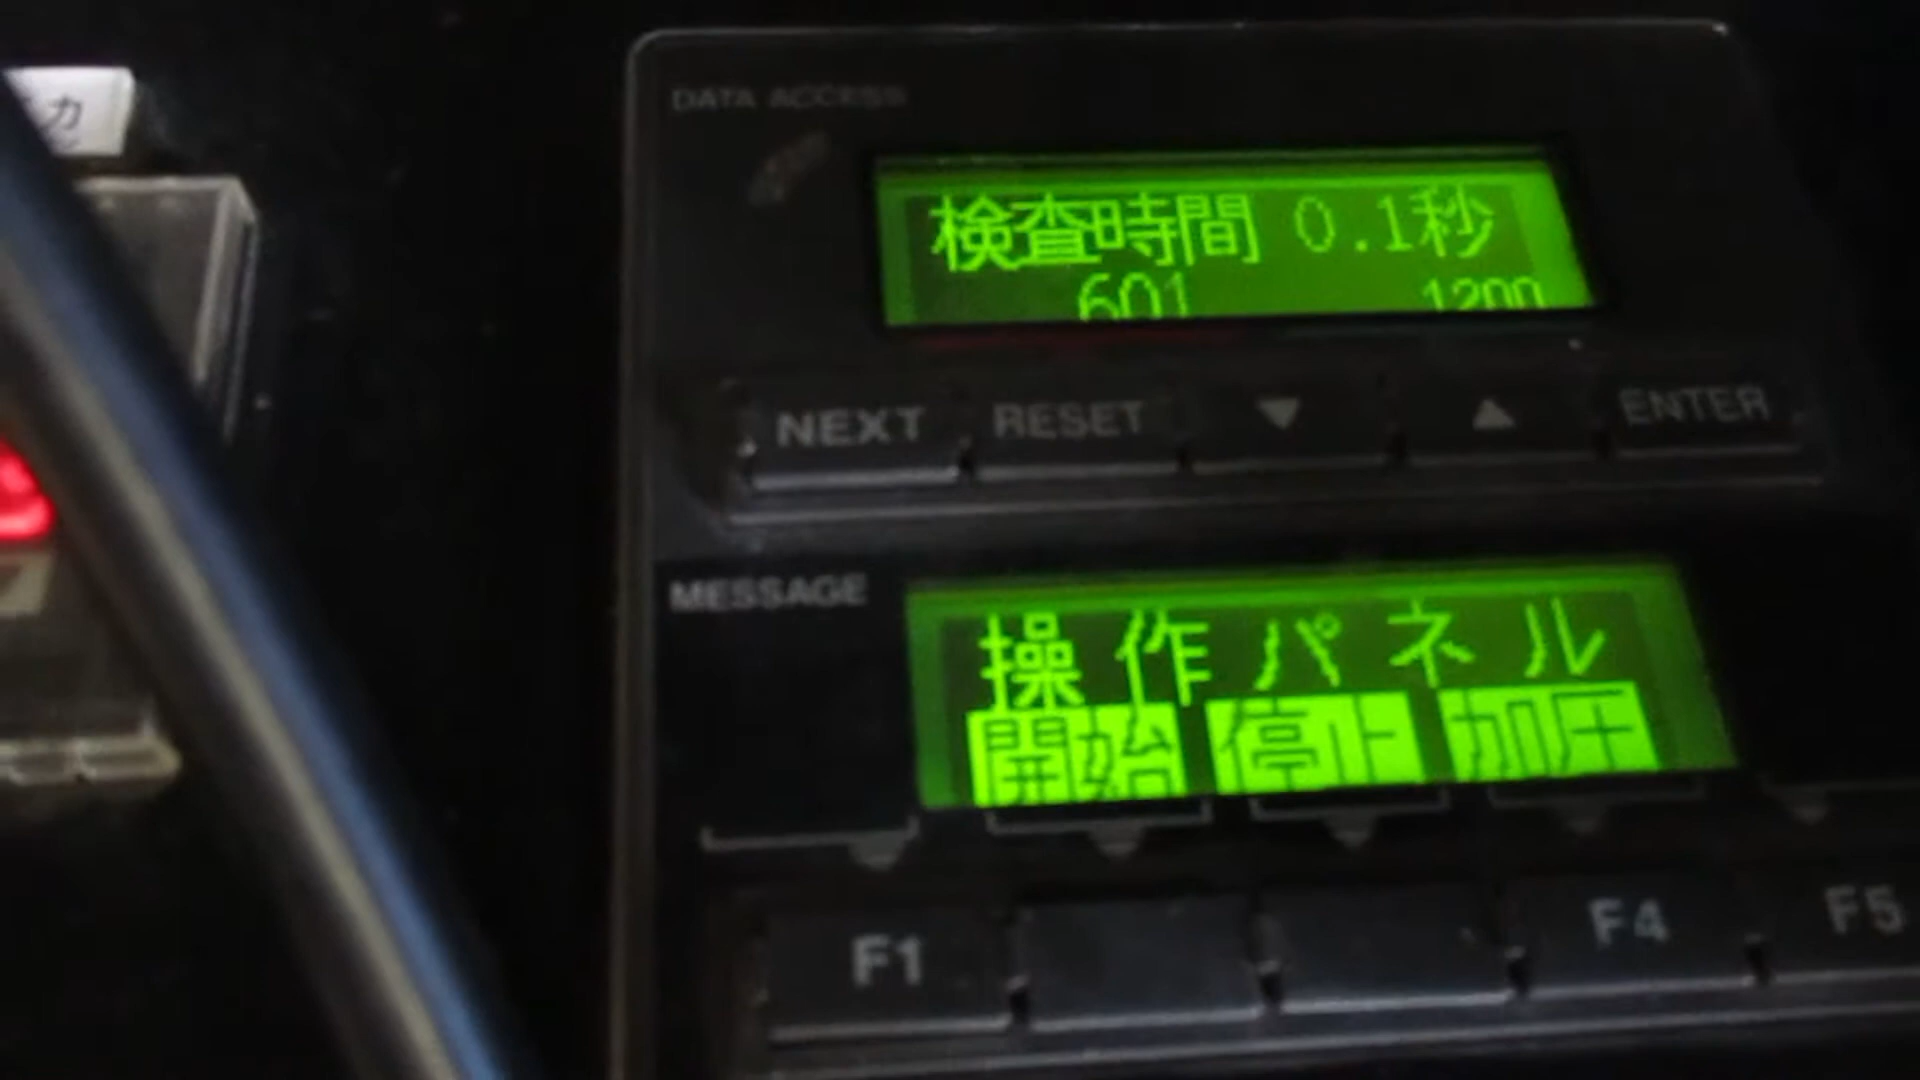 カ
DATA ACCESS
検査時間 0.1秒
601 1200
NEXT RESET ▼ ▲ ENTER
MESSAGE
操作パネル
開始 停止 加圧
F1 F4 F5